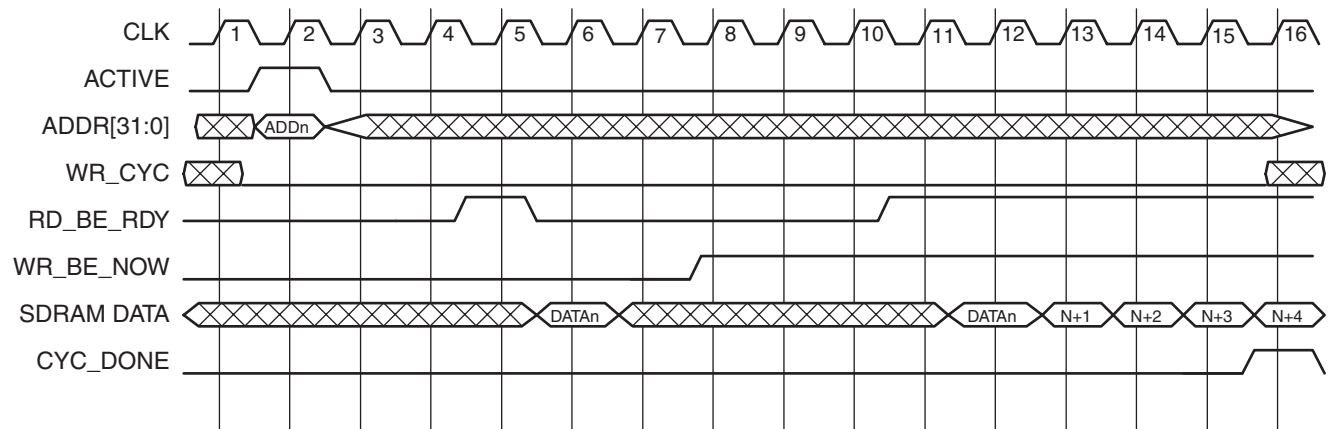 CLK 1 2 3 4 5 6 7 8 9 10 11 12 13 14 15 16
ACTIVE
ADDR[31:0] ADDn
WR_CYC
RD_BE_RDY
WR_BE_NOW
SDRAM DATA DATAn DATAn N+1 N+2 N+3 N+4
CYC_DONE